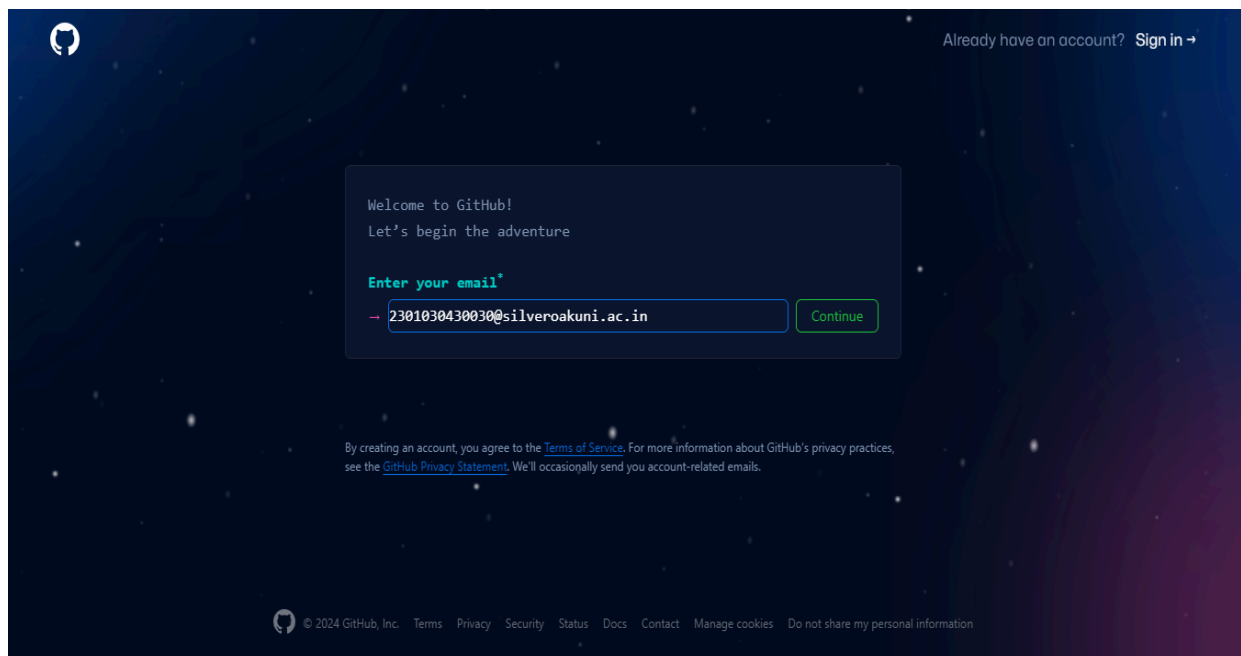 Already have an account? Sign in →
Welcome to GitHub!
Let’s begin the adventure
Enter your email*
→ 2301030430030@silveroakuni.ac.in Continue
By creating an account, you agree to the Terms of Service. For more information about GitHub's privacy practices,
see the GitHub Privacy Statement. We'll occasionally send you account-related emails.
© 2024 GitHub, Inc. Terms Privacy Security Status Docs Contact Manage cookies Do not share my personal information